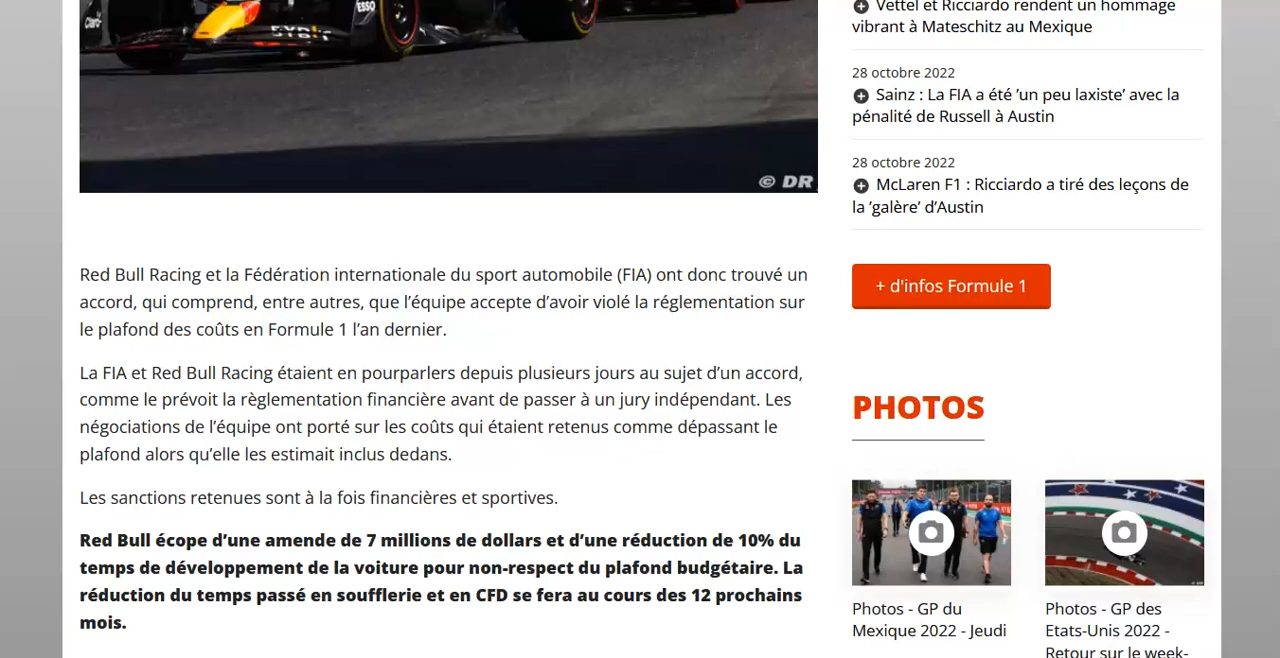 Claro
ESSO
© DR
Red Bull Racing et la Fédération internationale du sport automobile (FIA) ont donc trouvé un
accord, qui comprend, entre autres, que l’équipe accepte d’avoir violé la réglementation sur
le plafond des coûts en Formule 1 l’an dernier.
La FIA et Red Bull Racing étaient en pourparlers depuis plusieurs jours au sujet d’un accord,
comme le prévoit la règlementation financière avant de passer à un jury indépendant. Les
négociations de l’équipe ont porté sur les coûts qui étaient retenus comme dépassant le
plafond alors qu’elle les estimait inclus dedans.
Les sanctions retenues sont à la fois financières et sportives.
Red Bull écope d’une amande de 7 millions de dollars et d’une réduction de 10% du
temps de développement de la voiture pour non-respect du plafond budgétaire. La
réduction du temps passé en soufflerie et en CFD se fera au cours des 12 prochains
mois.
Vettel et Ricciardo rendent un hommage
vibrant à Mateschitz au Mexique
28 octobre 2022
Sainz : La FIA a été ’un peu laxiste’ avec la
pénalité de Russell à Austin
28 octobre 2022
McLaren F1 : Ricciardo a tiré des leçons de
la ’galère’ d’Austin
+ d'infos Formule 1
PHOTOS
Photos - GP du
Mexique 2022 - Jeudi
Photos - GP des
Etats-Unis 2022 -
Retour sur le week-